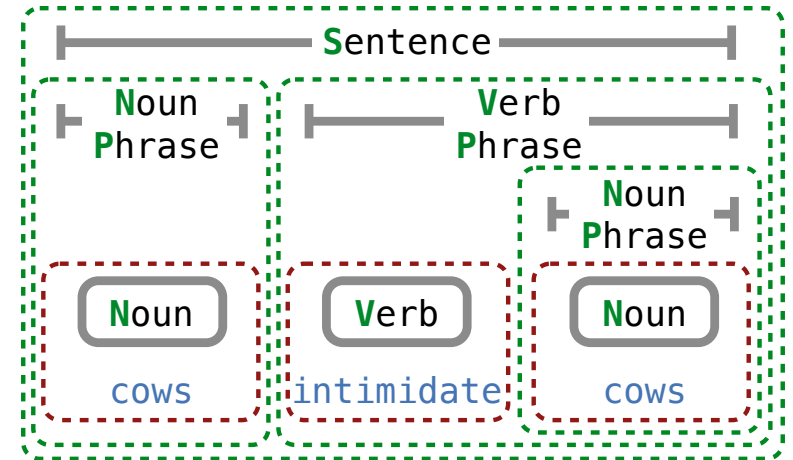 Sentence
Noun
Phrase
Verb
Phrase
Noun
Phrase
Noun
Verb
Noun
cows
intimidate
cows